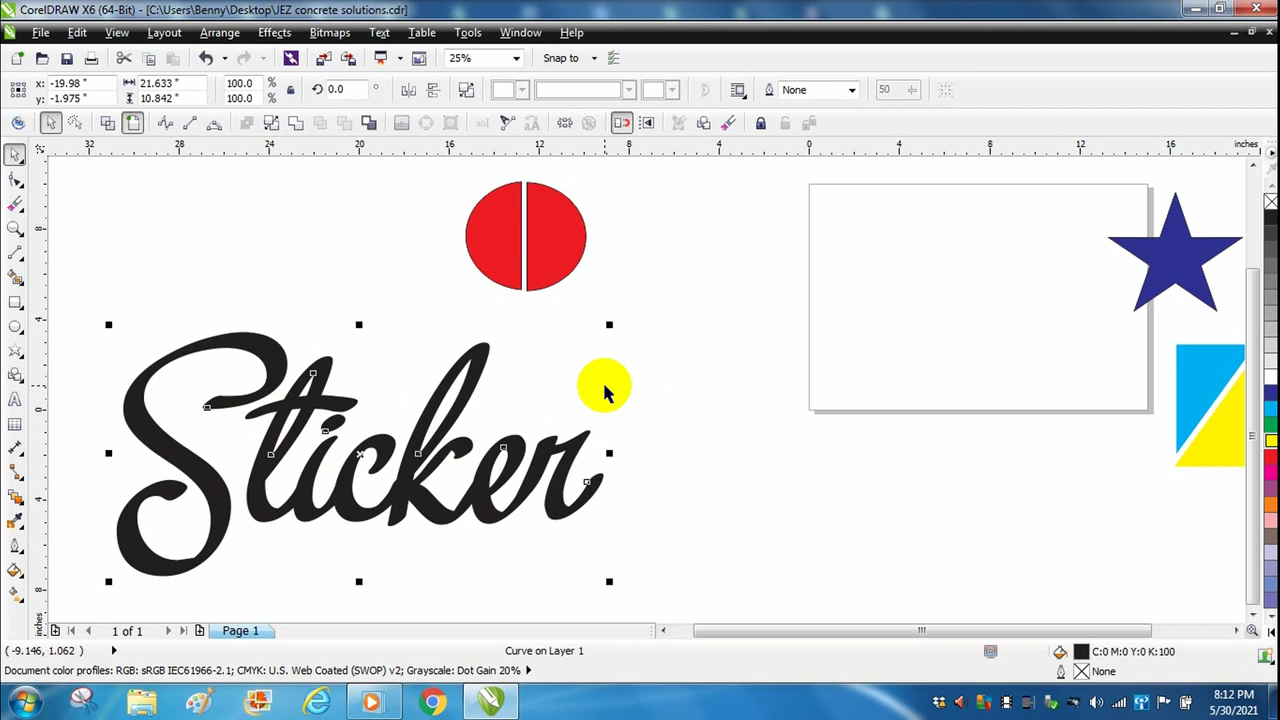 CorelDRAW X6 (64-Bit) - [C:\Users\Benny\Desktop\JEZ concrete solutions.cdr]
File Edit View Layout Arrange Effects Bitmaps Text Table Tools Window Help
25% Snap to
x: -19.98 " 21.633 " 100.0 % 0.0 ° None 50
y: -1.975 " 10.842 " 100.0 %
32 28 24 20 16 12 8 0 4 8 12 16 inches
8
4
0
4
8
inches
Sticker
1 of 1 Page 1
( -9.146, 1.062 ) Curve on Layer 1 C:0 M:0 Y:0 K:100
Document color profiles: RGB: sRGB IEC61966-2.1; CMYK: U.S. Web Coated (SWOP) v2; Grayscale: Dot Gain 20% None
8:12 PM
5/30/2021